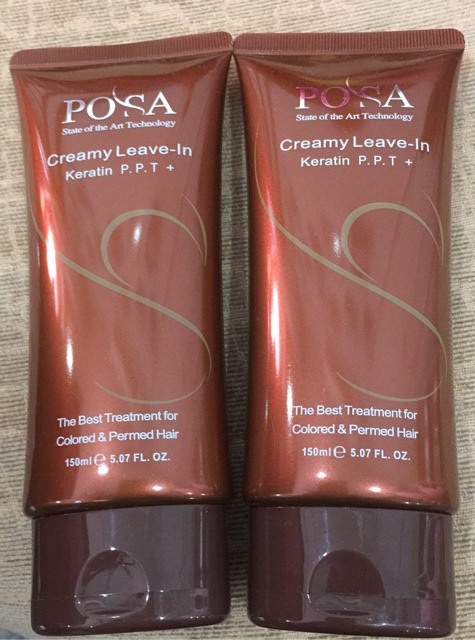 POSA
State of the Art Technology
Creamy Leave-In
Keratin P.P.T +
The Best Treatment for
Colored & Permed Hair
150ml e 5.07 FL. OZ.
POSA
State of the Art Technology
Creamy Leave-In
Keratin P.P.T +
The Best Treatment for
Colored & Permed Hair
150ml e 5.07 FL. OZ.